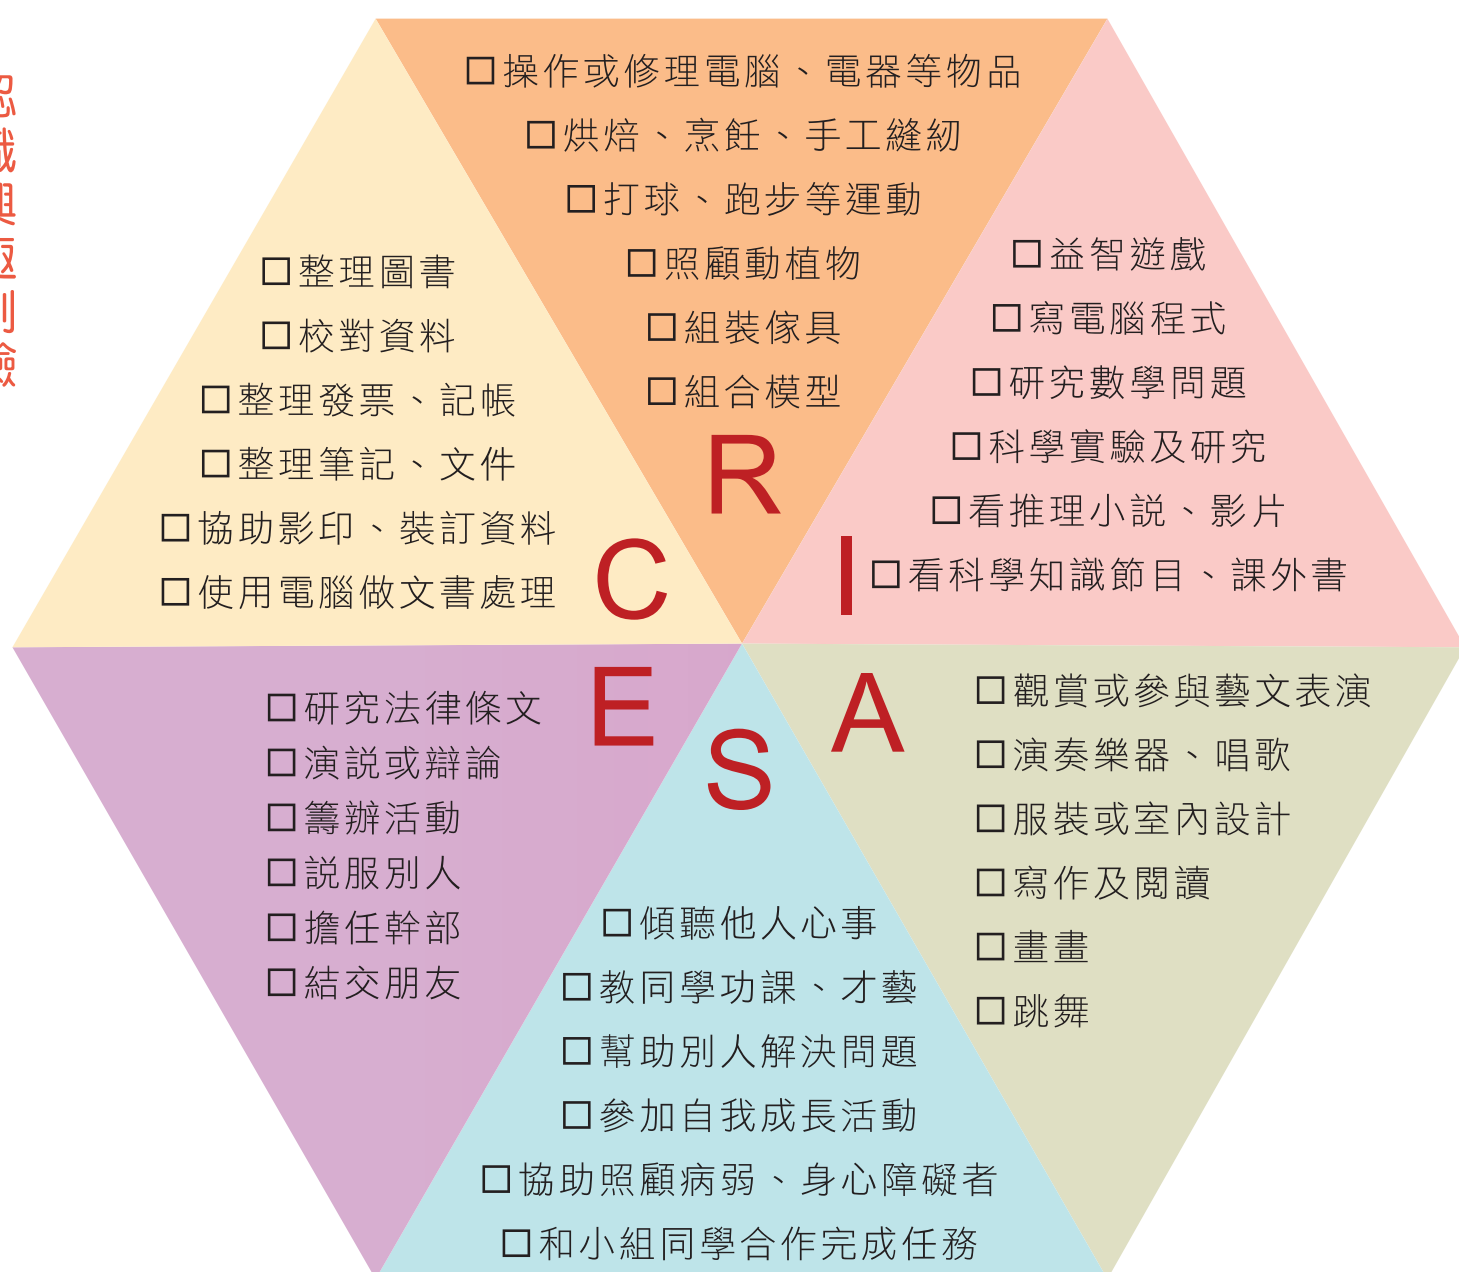 □操作或修理電腦、電器等物品
□烘焙、烹飪、手工縫紉
□打球、跑步等運動
□照顧動植物
□組裝傢具
□組合模型
R
□益智遊戲
□寫電腦程式
□研究數學問題
□科學實驗及研究
□看推理小說、影片
□看科學知識節目、課外書
I
□整理圖書
□校對資料
□整理發票、記帳
□整理筆記、文件
□協助影印、裝訂資料
□使用電腦做文書處理
C
E
□研究法律條文
□演說或辯論
□籌辦活動
□說服別人
□擔任幹部
□結交朋友
S
□傾聽他人心事
□教同學功課、才藝
□幫助別人解決問題
□參加自我成長活動
□協助照顧病弱、身心障礙者
□和小組同學合作完成任務
A
□觀賞或參與藝文表演
□演奏樂器、唱歌
□服裝或室內設計
□寫作及閱讀
□畫畫
□跳舞